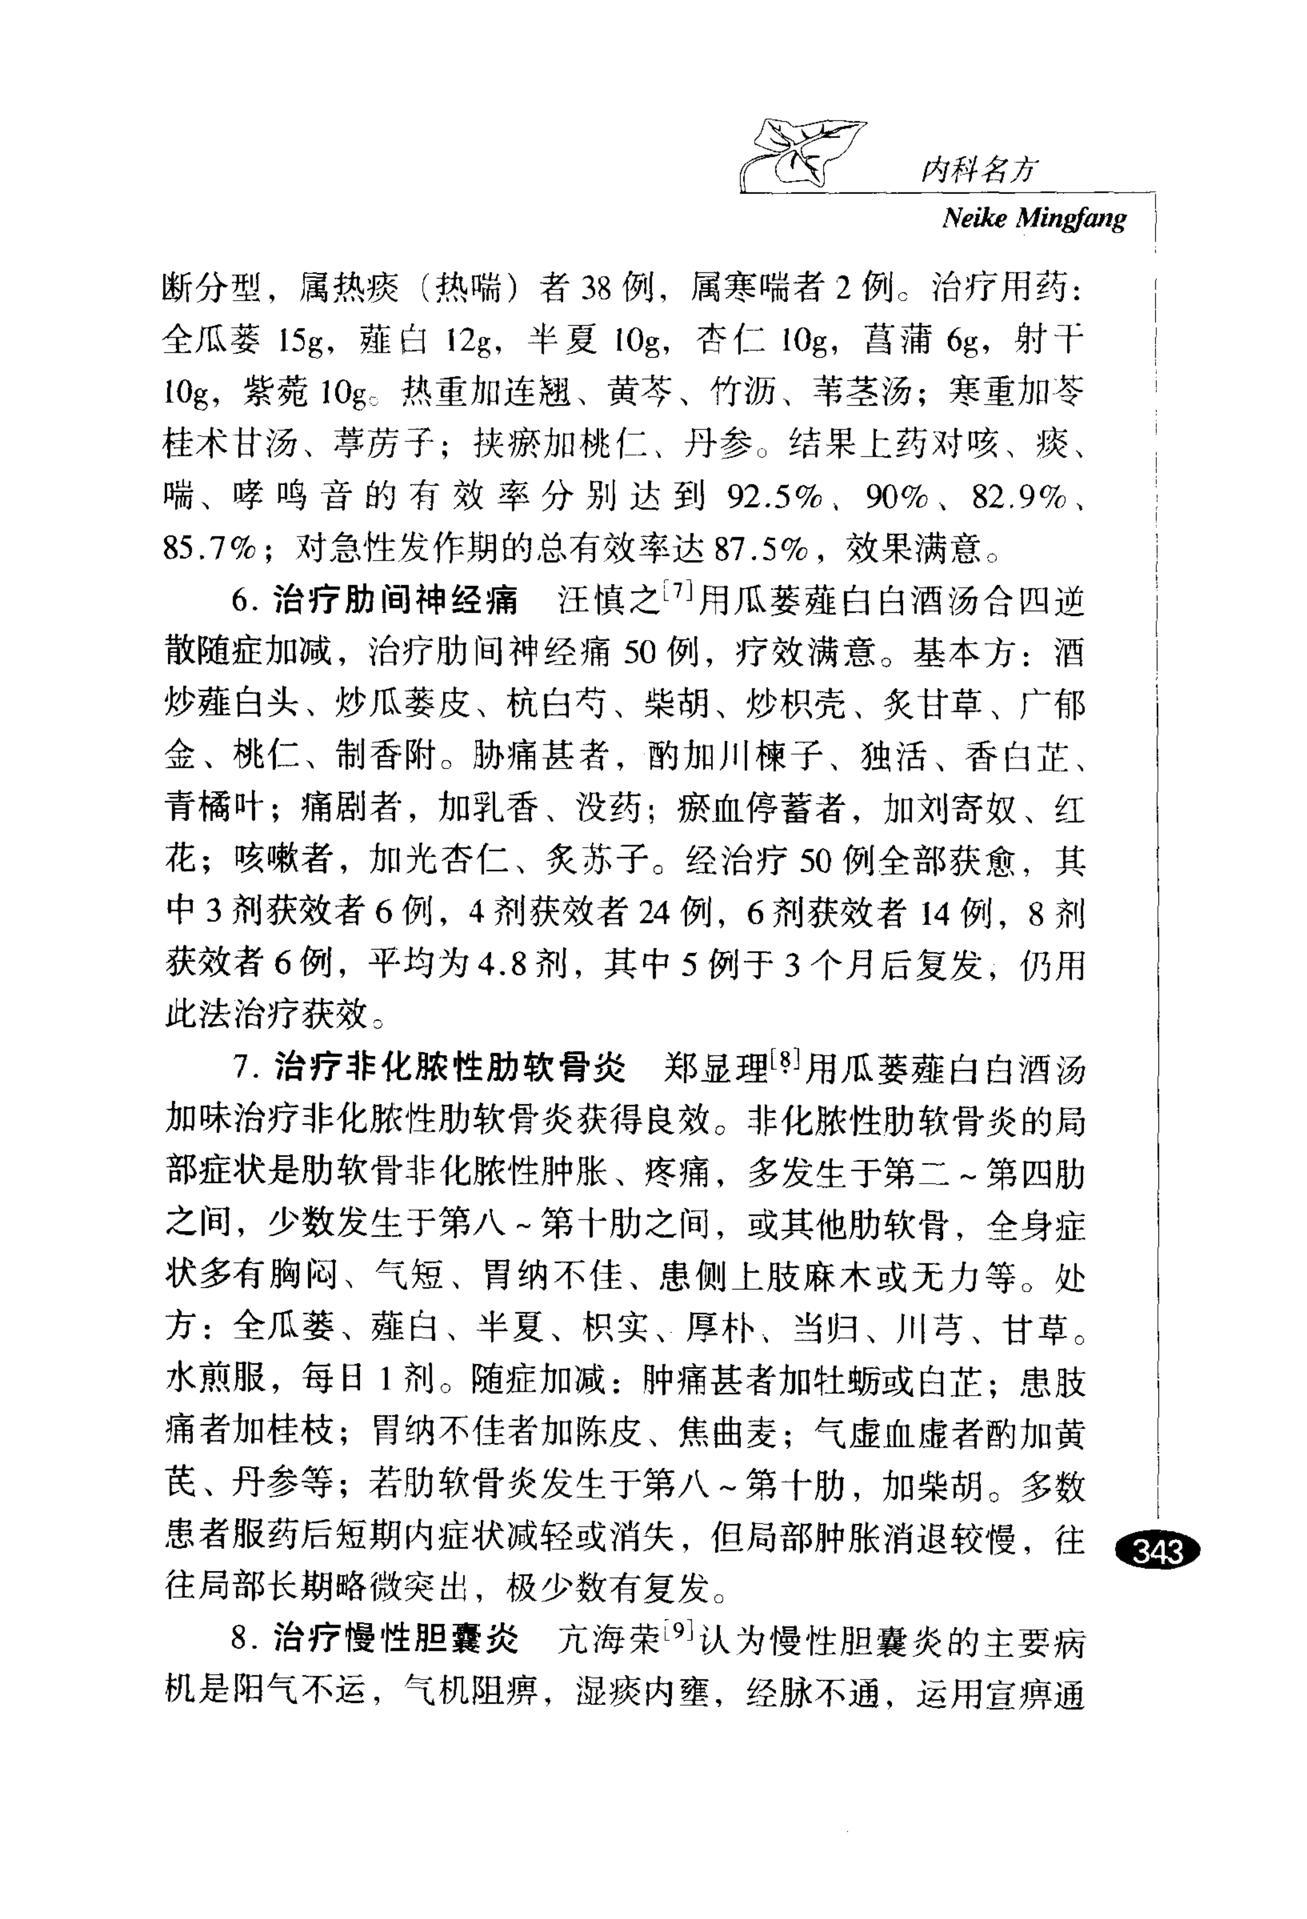 内科名方
Neike Mingfang
断分型，属热痰（热喘）者 38 例，属寒喘者 2 例。治疗用药：
全瓜蒌 15g，薤白 12g，半夏 10g，杏仁 10g，菖蒲 6g，射干
10g，紫菀 10g。热重加连翘、黄芩、竹沥、苇茎汤；寒重加苓
桂术甘汤、葶苈子；挟瘀加桃仁、丹参。结果上药对咳、痰、
喘、哮鸣音的有效率分别达到 92.5%、90%、82.9%、
85.7%；对急性发作期的总有效率达 87.5%，效果满意。
6. 治疗肋间神经痛　汪慎之[7]用瓜蒌薤白白酒汤合四逆
散随症加减，治疗肋间神经痛 50 例，疗效满意。基本方：酒
炒薤白头、炒瓜蒌皮、杭白芍、柴胡、炒枳壳、炙甘草、广郁
金、桃仁、制香附。胁痛甚者，酌加川楝子、独活、香白芷、
青橘叶；痛剧者，加乳香、没药；瘀血停蓄者，加刘寄奴、红
花；咳嗽者，加光杏仁、炙苏子。经治疗 50 例全部获愈，其
中 3 剂获效者 6 例，4 剂获效者 24 例，6 剂获效者 14 例，8 剂
获效者 6 例，平均为 4.8 剂，其中 5 例于 3 个月后复发，仍用
此法治疗获效。
7. 治疗非化脓性肋软骨炎　郑显理[8]用瓜蒌薤白白酒汤
加味治疗非化脓性肋软骨炎获得良效。非化脓性肋软骨炎的局
部症状是肋软骨非化脓性肿胀、疼痛，多发生于第二～第四肋
之间，少数发生于第八～第十肋之间，或其他肋软骨，全身症
状多有胸闷、气短、胃纳不佳、患侧上肢麻木或无力等。处
方：全瓜蒌、薤白、半夏、枳实、厚朴、当归、川芎、甘草。
水煎服，每日 1 剂。随症加减：肿痛甚者加牡蛎或白芷；患肢
痛者加桂枝；胃纳不佳者加陈皮、焦曲麦；气虚血虚者酌加黄
芪、丹参等；若肋软骨炎发生于第八～第十肋，加柴胡。多数
患者服药后短期内症状减轻或消失，但局部肿胀消退较慢，往
往局部长期略微突出，极少数有复发。
343
8. 治疗慢性胆囊炎　亢海荣[9]认为慢性胆囊炎的主要病
机是阳气不运，气机阻痹，湿痰内壅，经脉不通，运用宣痹通